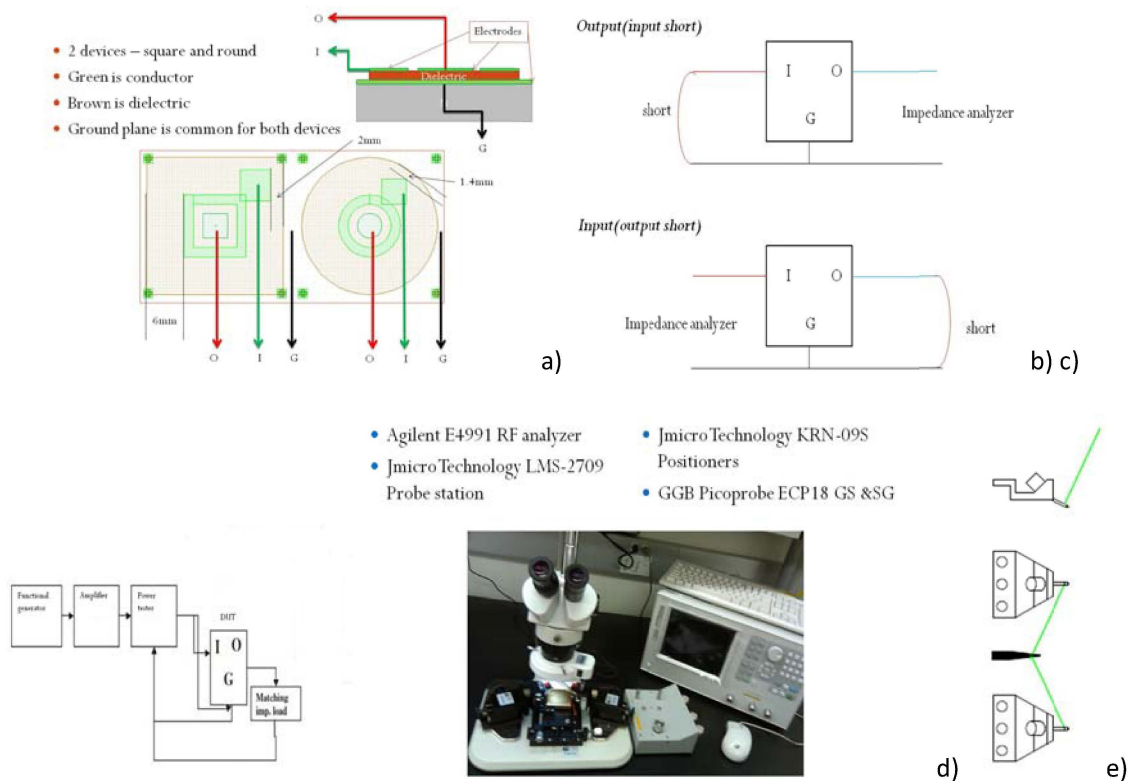 2 devices – square and round
Green is conductor
Brown is dielectric
Ground plane is common for both devices
O
I
Electrodes
Dielectric
G
2mm
1.4mm
6mm
O
I
G
O
I
G
a)
Output(input short)
I O
G
short
Impedance analyzer
Input(output short)
I O
G
Impedance analyzer
short
b) c)
Agilent E4991 RF analyzer
Jmicro Technology LMS-2709
Probe station
Jmicro Technology KRN-09S
Positioners
GGB Picoprobe ECP18 GS &SG
Functional
generator
Amplifier
Power
tester
DUT
I O
G
Matching
imp. load
d)
e)